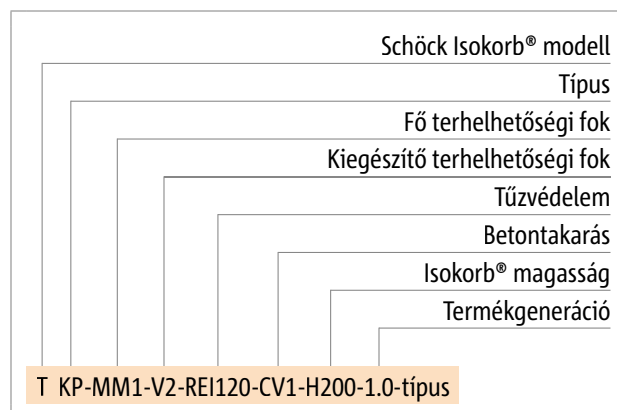 Schöck Isokorb® modell
Típus
Fő terhelhetőségi fok
Kiegészítő terhelhetőségi fok
Tűzvédelem
Betontakarás
Isokorb® magasság
Termékgeneráció
T KP-MM1-V2-REI120-CV1-H200-1.0-típus